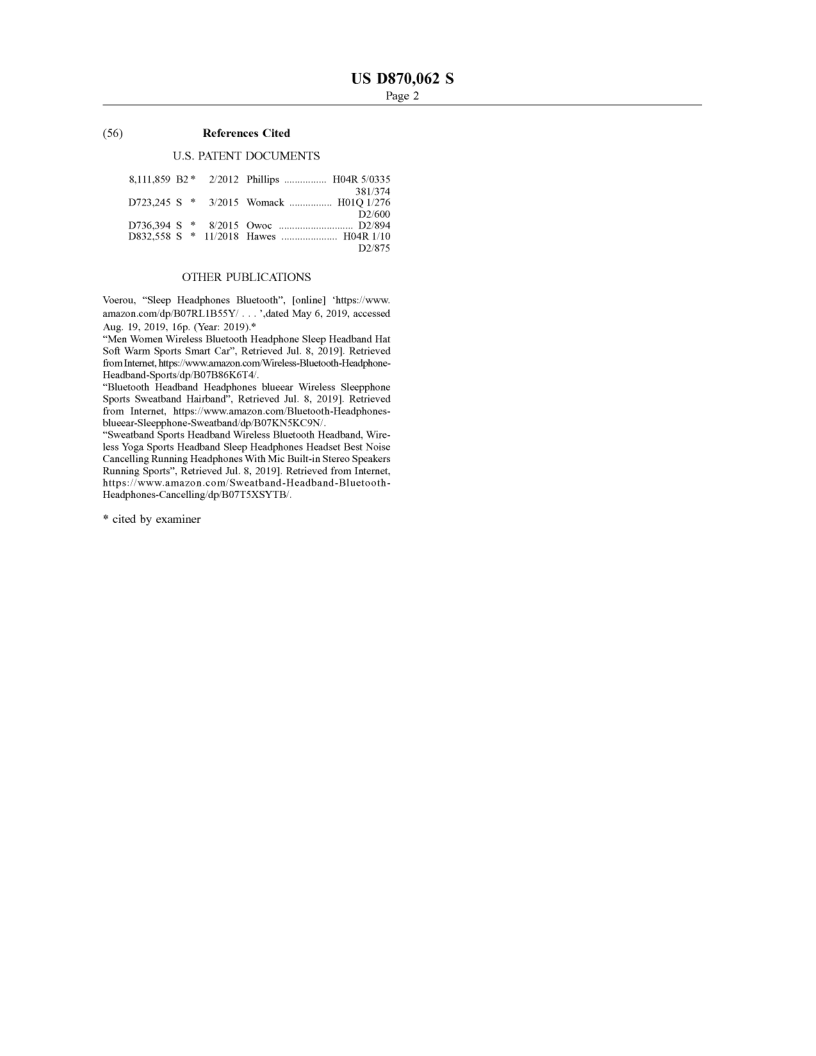 US D870,062 S
Page 2
(56) References Cited
U.S. PATENT DOCUMENTS
8,111,859 B2 * 2/2012 Phillips ................ H04R 5/0335
381/374
D723,245 S * 3/2015 Womack ................ H01Q 1/276
D2/600
D736,394 S * 8/2015 Owoc ............................ D2/894
D832,558 S * 11/2018 Hawes ..................... H04R 1/10
D2/875
OTHER PUBLICATIONS
Voerou, “Sleep Headphones Bluetooth”, [online] ‘https://www.
amazon.com/dp/B07RL1B55Y/ . . . ’,dated May 6, 2019, accessed
Aug. 19, 2019, 16p. (Year: 2019).*
“Men Women Wireless Bluetooth Headphone Sleep Headband Hat
Soft Warm Sports Smart Car”, Retrieved Jul. 8, 2019]. Retrieved
from Internet, https://www.amazon.com/Wireless-Bluetooth-Headphone-
Headband-Sports/dp/B07B86K6T4/.
“Bluetooth Headband Headphones blueear Wireless Sleepphone
Sports Sweatband Hairband”, Retrieved Jul. 8, 2019]. Retrieved
from Internet, https://www.amazon.com/Bluetooth-Headphones-
blueear-Sleepphone-Sweatband/dp/B07KN5KC9N/.
“Sweatband Sports Headband Wireless Bluetooth Headband, Wire-
less Yoga Sports Headband Sleep Headphones Headset Best Noise
Cancelling Running Headphones With Mic Built-in Stereo Speakers
Running Sports”, Retrieved Jul. 8, 2019]. Retrieved from Internet,
https://www.amazon.com/Sweatband-Headband-Bluetooth-
Headphones-Cancelling/dp/B07T5XSYTB/.
* cited by examiner